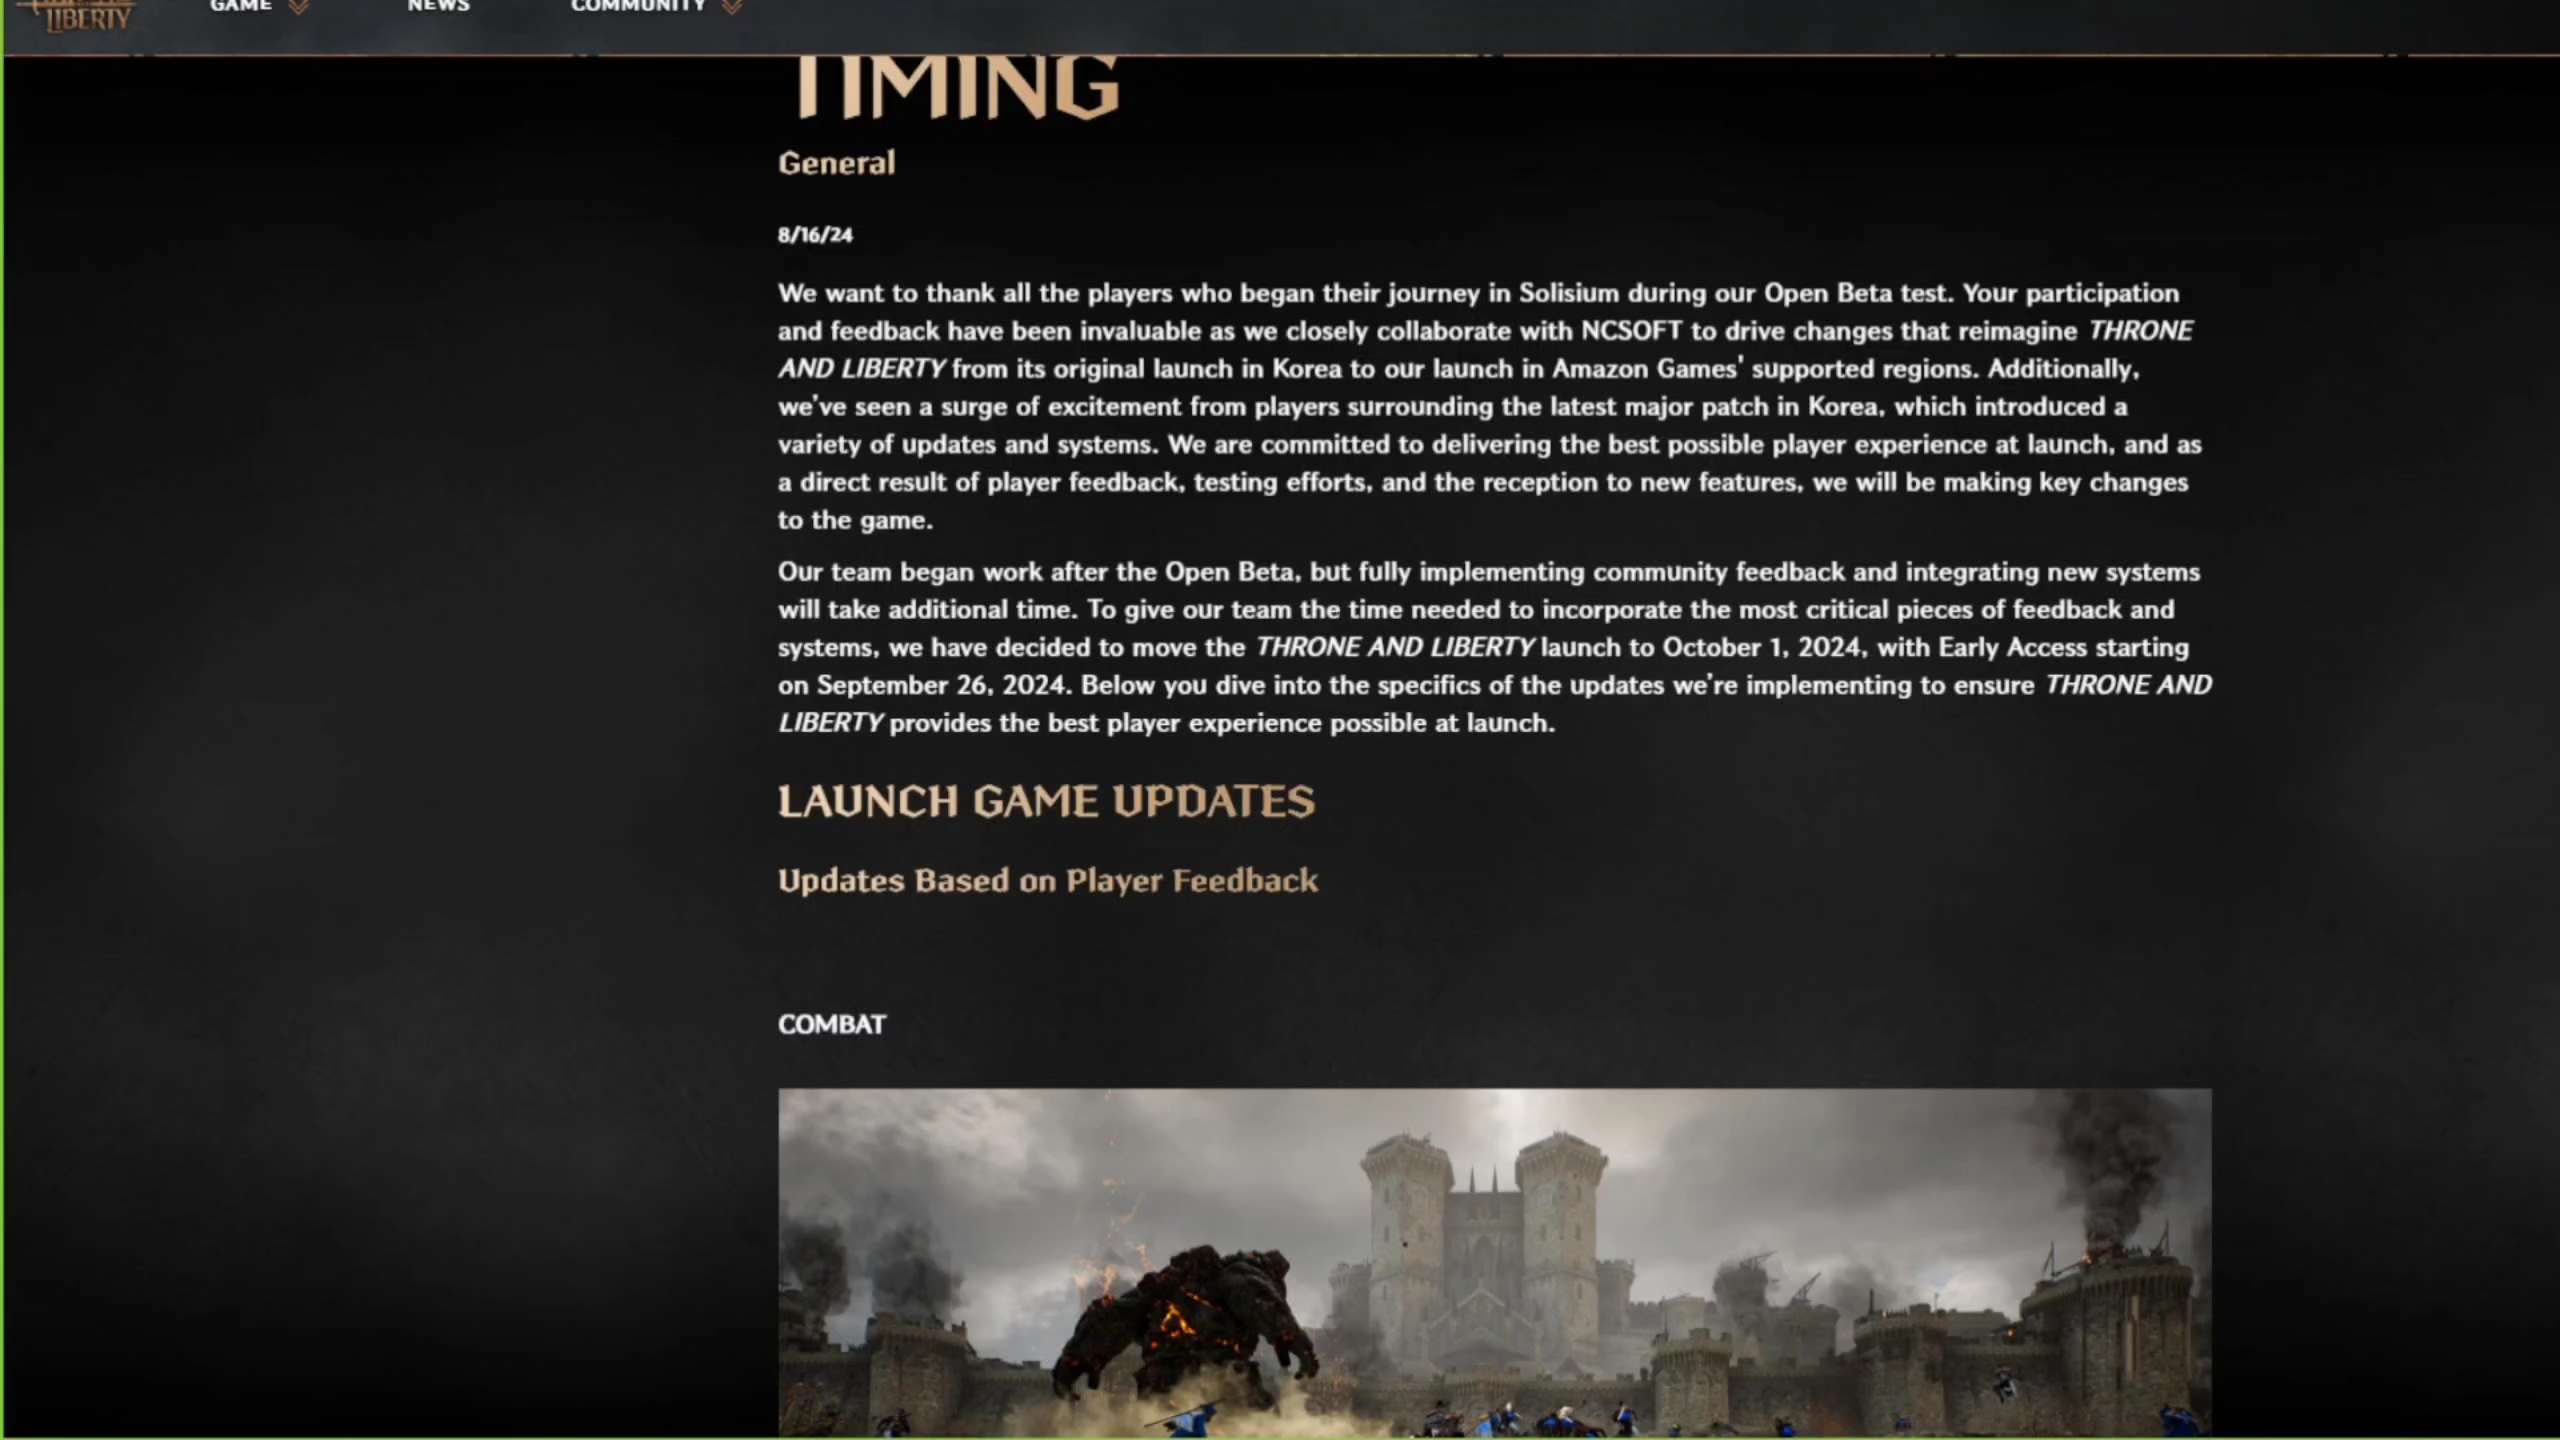 LIBERTY
GAME
NEWS
COMMUNITY
TIMING
General
8/16/24
We want to thank all the players who began their journey in Solisium during our Open Beta test. Your participation
and feedback have been invaluable as we closely collaborate with NCSOFT to drive changes that reimagine THRONE
AND LIBERTY from its original launch in Korea to our launch in Amazon Games' supported regions. Additionally,
we've seen a surge of excitement from players surrounding the latest major patch in Korea, which introduced a
variety of updates and systems. We are committed to delivering the best possible player experience at launch, and as
a direct result of player feedback, testing efforts, and the reception to new features, we will be making key changes
to the game.
Our team began work after the Open Beta, but fully implementing community feedback and integrating new systems
will take additional time. To give our team the time needed to incorporate the most critical pieces of feedback and
systems, we have decided to move the THRONE AND LIBERTY launch to October 1, 2024, with Early Access starting
on September 26, 2024. Below you dive into the specifics of the updates we're implementing to ensure THRONE AND
LIBERTY provides the best player experience possible at launch.
LAUNCH GAME UPDATES
Updates Based on Player Feedback
COMBAT